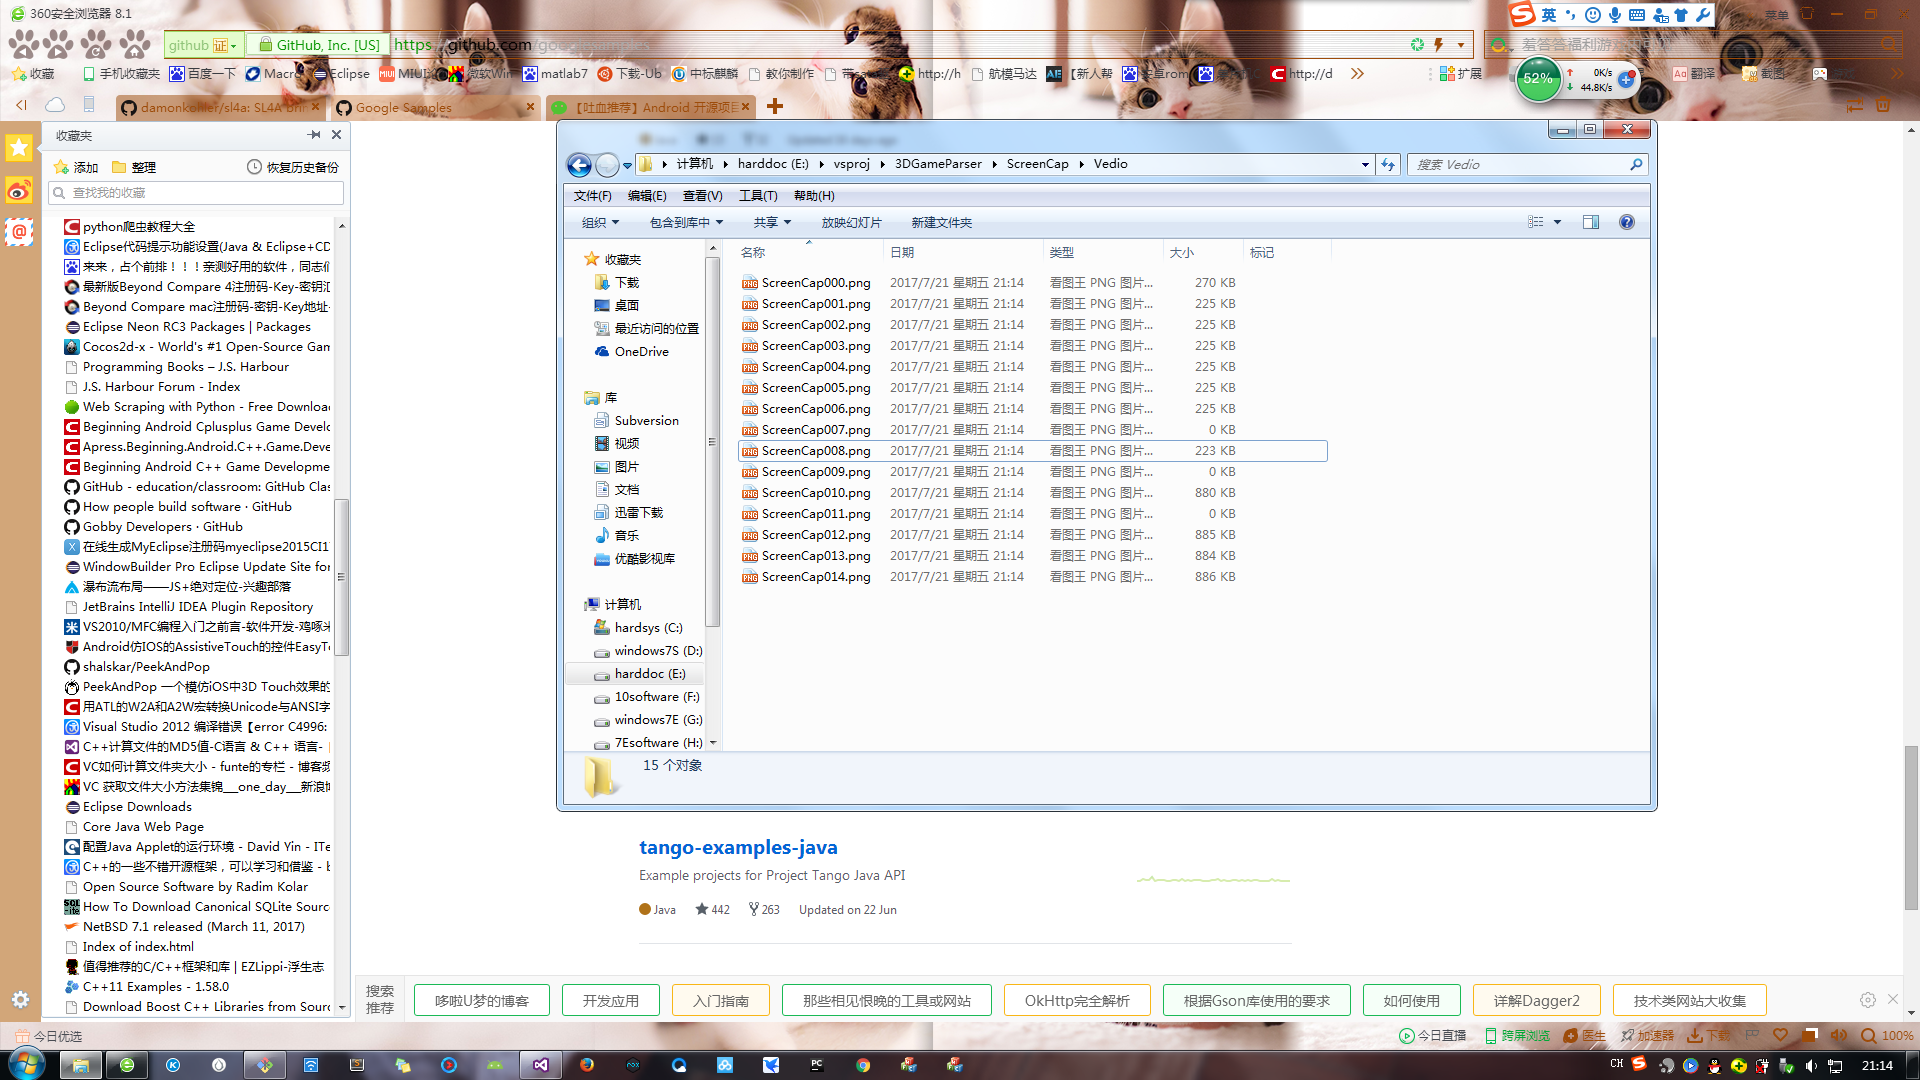 360安全浏览器 8.1
英
菜单
github 证
GitHub, Inc. [US]
https://github.com/googlesamples
羞答答福利游戏
收藏
手机收藏夹
百度一下
Macro
Eclipse
MIUI
微软Win
matlab7
下载-Ub
中标麒麟
教你制作
http://h
航模马达
【新人帮
安卓rom
http://d
扩展
52%
0K/s
44.8K/s
翻译
截图
damonkohler/sl4a: SL4A brin
Google Samples
【吐血推荐】Android 开源项目
收藏夹
添加
整理
恢复历史备份
查找我的收藏
python爬虫教程大全
Eclipse代码提示功能设置(Java & Eclipse+CD
来来，占个前排！！！亲测好用的软件，同志们
最新版Beyond Compare 4注册码-Key-密钥汇
Beyond Compare mac注册码-密钥-Key地址-
Eclipse Neon RC3 Packages | Packages
Cocos2d-x - World's #1 Open-Source Gam
Programming Books – J.S. Harbour
J.S. Harbour Forum - Index
Web Scraping with Python - Free Downloa
Beginning Android Cplusplus Game Develo
Apress.Beginning.Android.C++.Game.Deve
Beginning Android C++ Game Developme
GitHub - education/classroom: GitHub Clas
How people build software · GitHub
Gobby Developers · GitHub
在线生成MyEclipse注册码myeclipse2015CI1
WindowBuilder Pro Eclipse Update Site for
瀑布流布局——JS+绝对定位-兴趣部落
JetBrains IntelliJ IDEA Plugin Repository
VS2010/MFC编程入门之前言-软件开发-鸡啄米
Android仿IOS的AssistiveTouch的控件EasyTo
shalskar/PeekAndPop
PeekAndPop 一个模仿iOS中3D Touch效果的
用ATL的W2A和A2W宏转换Unicode与ANSI字
Visual Studio 2012 编译错误【error C4996:
C++计算文件的MD5值-C语言 & C++ 语言-
VC如何计算文件夹大小 - funte的专栏 - 博客频
VC 获取文件大小方法集锦__one_day__新浪博
Eclipse Downloads
Core Java Web Page
配置Java Applet的运行环境 - David Yin - ITe
C++的一些不错开源框架，可以学习和借鉴 - b
Open Source Software by Radim Kolar
How To Download Canonical SQLite Sourc
NetBSD 7.1 released (March 11, 2017)
Index of index.html
值得推荐的C/C++框架和库 | EZLippi-浮生志
C++11 Examples - 1.58.0
Download Boost C++ Libraries from Sour
计算机
harddoc (E:)
vsproj
3DGameParser
ScreenCap
Vedio
搜索 Vedio
文件(F)
编辑(E)
查看(V)
工具(T)
帮助(H)
组织
包含到库中
共享
放映幻灯片
新建文件夹
收藏夹
下载
桌面
最近访问的位置
OneDrive
库
Subversion
视频
图片
文档
迅雷下载
音乐
优酷影视库
计算机
hardsys (C:)
windows7S (D:)
harddoc (E:)
10software (F:)
windows7E (G:)
7Esoftware (H:)
名称 日期 类型 大小 标记
ScreenCap000.png 2017/7/21 星期五 21:14 看图王 PNG 图片... 270 KB
ScreenCap001.png 2017/7/21 星期五 21:14 看图王 PNG 图片... 225 KB
ScreenCap002.png 2017/7/21 星期五 21:14 看图王 PNG 图片... 225 KB
ScreenCap003.png 2017/7/21 星期五 21:14 看图王 PNG 图片... 225 KB
ScreenCap004.png 2017/7/21 星期五 21:14 看图王 PNG 图片... 225 KB
ScreenCap005.png 2017/7/21 星期五 21:14 看图王 PNG 图片... 225 KB
ScreenCap006.png 2017/7/21 星期五 21:14 看图王 PNG 图片... 225 KB
ScreenCap007.png 2017/7/21 星期五 21:14 看图王 PNG 图片... 0 KB
ScreenCap008.png 2017/7/21 星期五 21:14 看图王 PNG 图片... 223 KB
ScreenCap009.png 2017/7/21 星期五 21:14 看图王 PNG 图片... 0 KB
ScreenCap010.png 2017/7/21 星期五 21:14 看图王 PNG 图片... 880 KB
ScreenCap011.png 2017/7/21 星期五 21:14 看图王 PNG 图片... 0 KB
ScreenCap012.png 2017/7/21 星期五 21:14 看图王 PNG 图片... 885 KB
ScreenCap013.png 2017/7/21 星期五 21:14 看图王 PNG 图片... 884 KB
ScreenCap014.png 2017/7/21 星期五 21:14 看图王 PNG 图片... 886 KB
15 个对象
tango-examples-java
Example projects for Project Tango Java API
Java 442 263 Updated on 22 Jun
搜索推荐
哆啦U梦的博客
开发应用
入门指南
那些相见恨晚的工具或网站
OkHttp完全解析
根据Gson库使用的要求
如何使用
详解Dagger2
技术类网站大收集
今日优选
今日直播
跨屏浏览
医生
加速器
下载
100%
CH
21:14